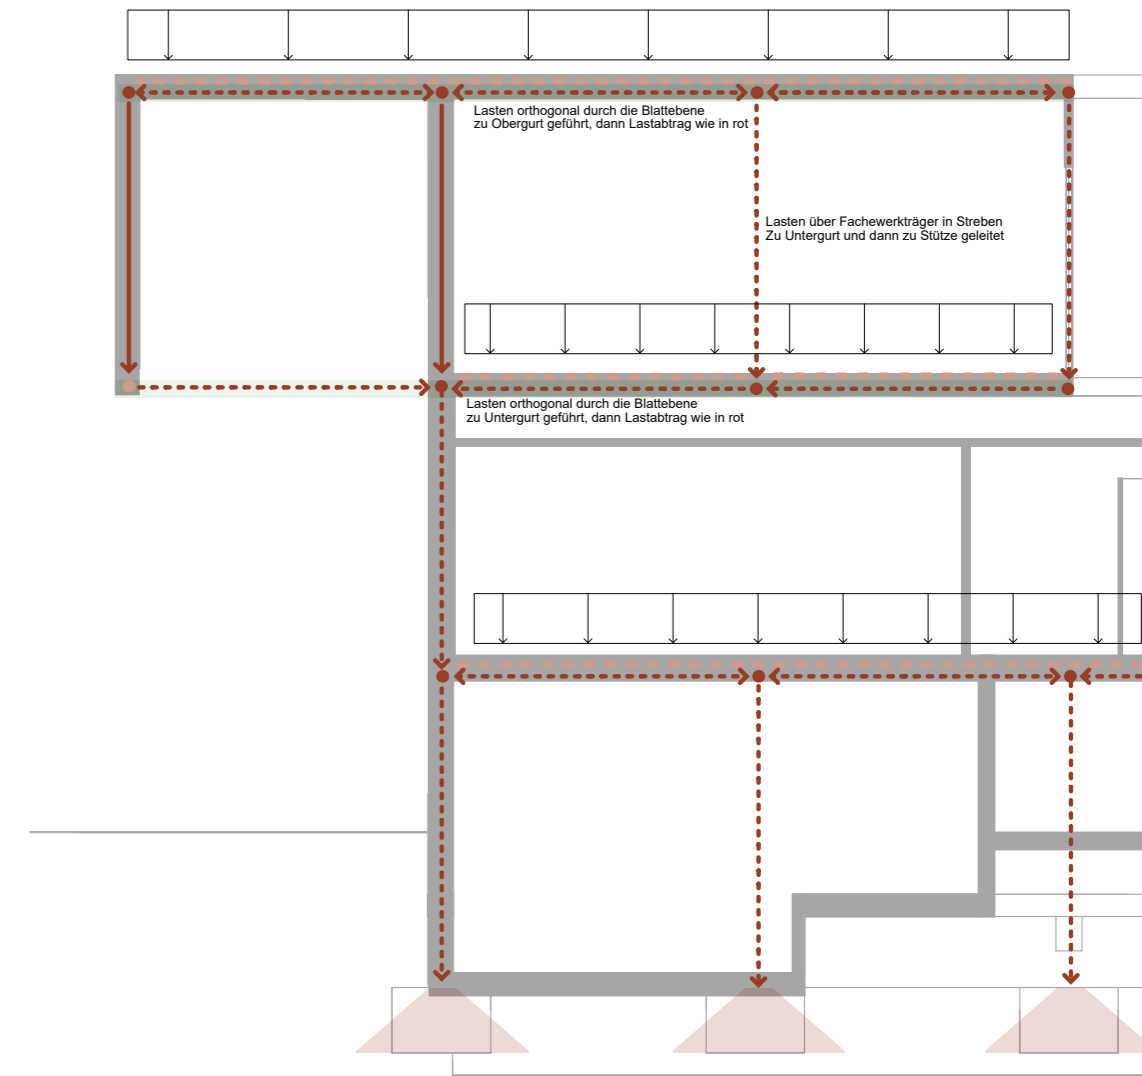 Lasten orthogonal durch die Blattebene
zu Obergurt geführt, dann Lastabtrag wie in rot
Lasten über Fachewerkträger in Streben
Zu Untergurt und dann zu Stütze geleitet
Lasten orthogonal durch die Blattebene
zu Untergurt geführt, dann Lastabtrag wie in rot